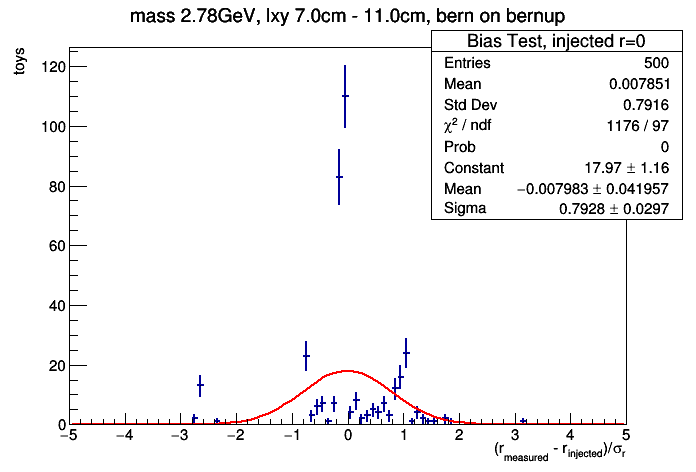 mass 2.78GeV, lxy 7.0cm - 11.0cm, bern on bernup
Bias Test, injected r=0
Entries 500
Mean 0.007851
Std Dev 0.7916
χ² / ndf 1176 / 97
Prob 0
Constant 17.97 ± 1.16
Mean −0.007983 ± 0.041957
Sigma 0.7928 ± 0.0297
toys
120
100
80
60
40
20
0
−5 −4 −3 −2 −1 0 1 2 3 4 5
(r_measured - r_injected)/σ_r